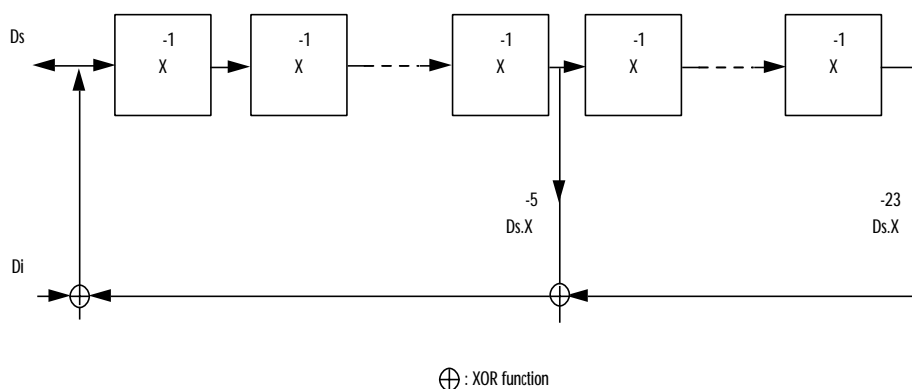 Ds
-1
X
-1
X
-1
X
-1
X
-1
X
-5
Ds.X
-23
Ds.X
Di
: XOR function